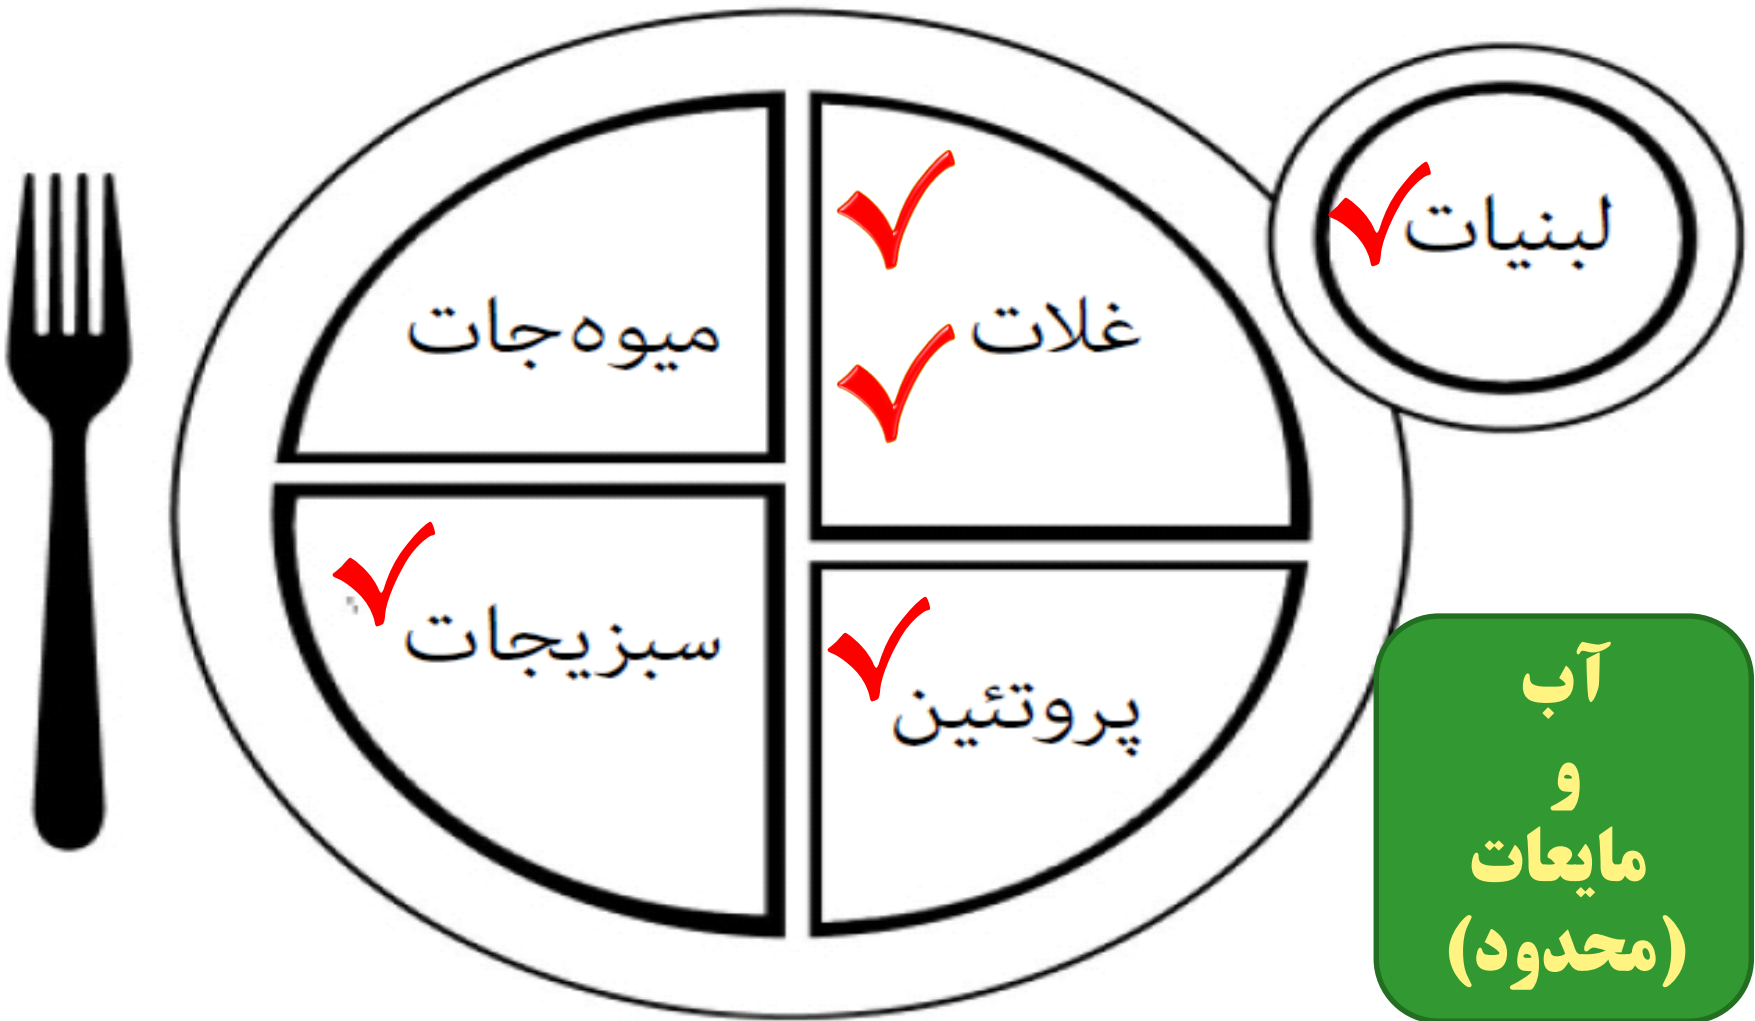 لبنیات
غلات
میوه‌جات
سبزیجات
پروتئین
آب
و
مایعات
(محدود)